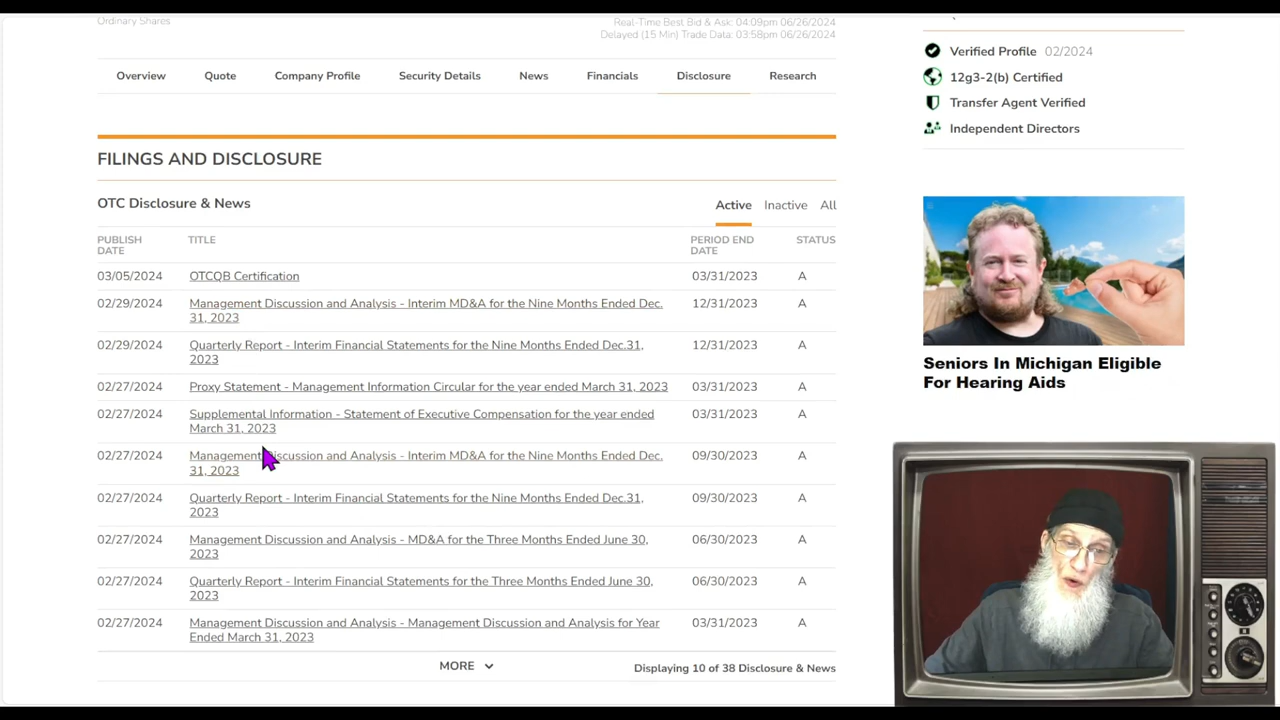 Ordinary Shares
Real-Time Best Bid & Ask: 04:09pm 06/26/2024
Delayed (15 Min) Trade Data: 03:58pm 06/26/2024
Overview Quote Company Profile Security Details News Financials Disclosure Research
FILINGS AND DISCLOSURE
OTC Disclosure & News
Active Inactive All
PUBLISH DATE TITLE PERIOD END DATE STATUS
03/05/2024 OTCQB Certification 03/31/2023 A
02/29/2024 Management Discussion and Analysis - Interim MD&A for the Nine Months Ended Dec. 12/31/2023 A
31, 2023
02/29/2024 Quarterly Report - Interim Financial Statements for the Nine Months Ended Dec.31, 12/31/2023 A
2023
02/27/2024 Proxy Statement - Management Information Circular for the year ended March 31, 2023 03/31/2023 A
02/27/2024 Supplemental Information - Statement of Executive Compensation for the year ended 03/31/2023 A
March 31, 2023
02/27/2024 Management Discussion and Analysis - Interim MD&A for the Nine Months Ended Dec. 09/30/2023 A
31, 2023
02/27/2024 Quarterly Report - Interim Financial Statements for the Nine Months Ended Dec.31, 09/30/2023 A
2023
02/27/2024 Management Discussion and Analysis - MD&A for the Three Months Ended June 30, 06/30/2023 A
2023
02/27/2024 Quarterly Report - Interim Financial Statements for the Three Months Ended June 30, 06/30/2023 A
2023
02/27/2024 Management Discussion and Analysis - Management Discussion and Analysis for Year 03/31/2023 A
Ended March 31, 2023
MORE
Displaying 10 of 38 Disclosure & News
Verified Profile 02/2024
12g3-2(b) Certified
Transfer Agent Verified
Independent Directors
Seniors In Michigan Eligible
For Hearing Aids